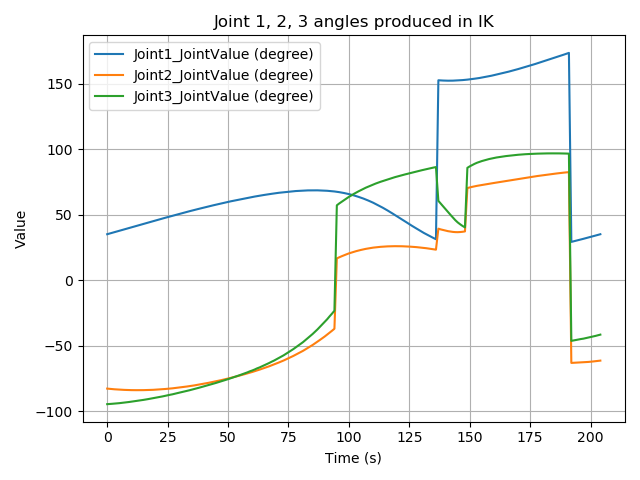 Joint 1, 2, 3 angles produced in IK
Joint1_JointValue (degree)
Joint2_JointValue (degree)
Joint3_JointValue (degree)
Value
150
100
50
0
−50
−100
0 25 50 75 100 125 150 175 200
Time (s)